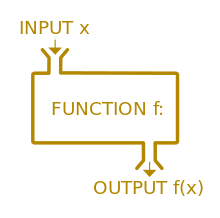 INPUT x
FUNCTION f:
OUTPUT f(x)